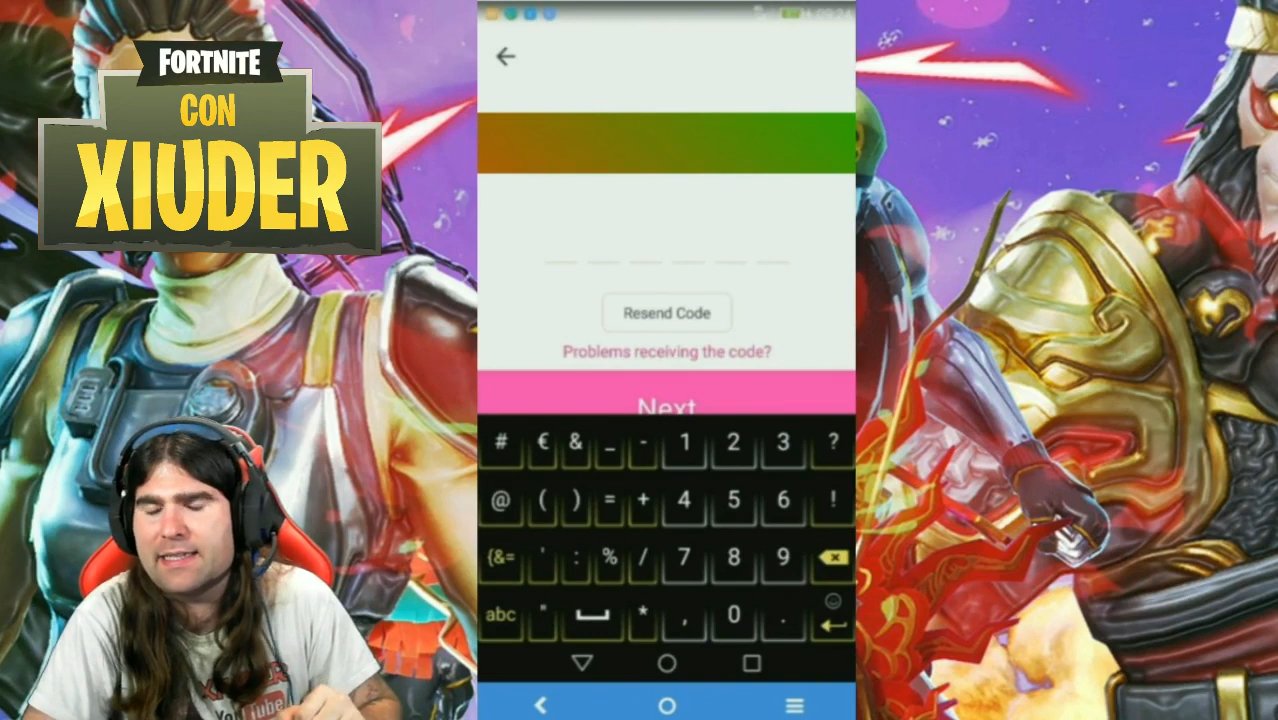 FORTNITE
CON
XIUDER
Resend Code
Problems receiving the code?
Next
# € & _ - 1 2 3 ?
@ ( ) = + 4 5 6 !
{&= ' : % / 7 8 9
abc " * , 0 .
YouTube